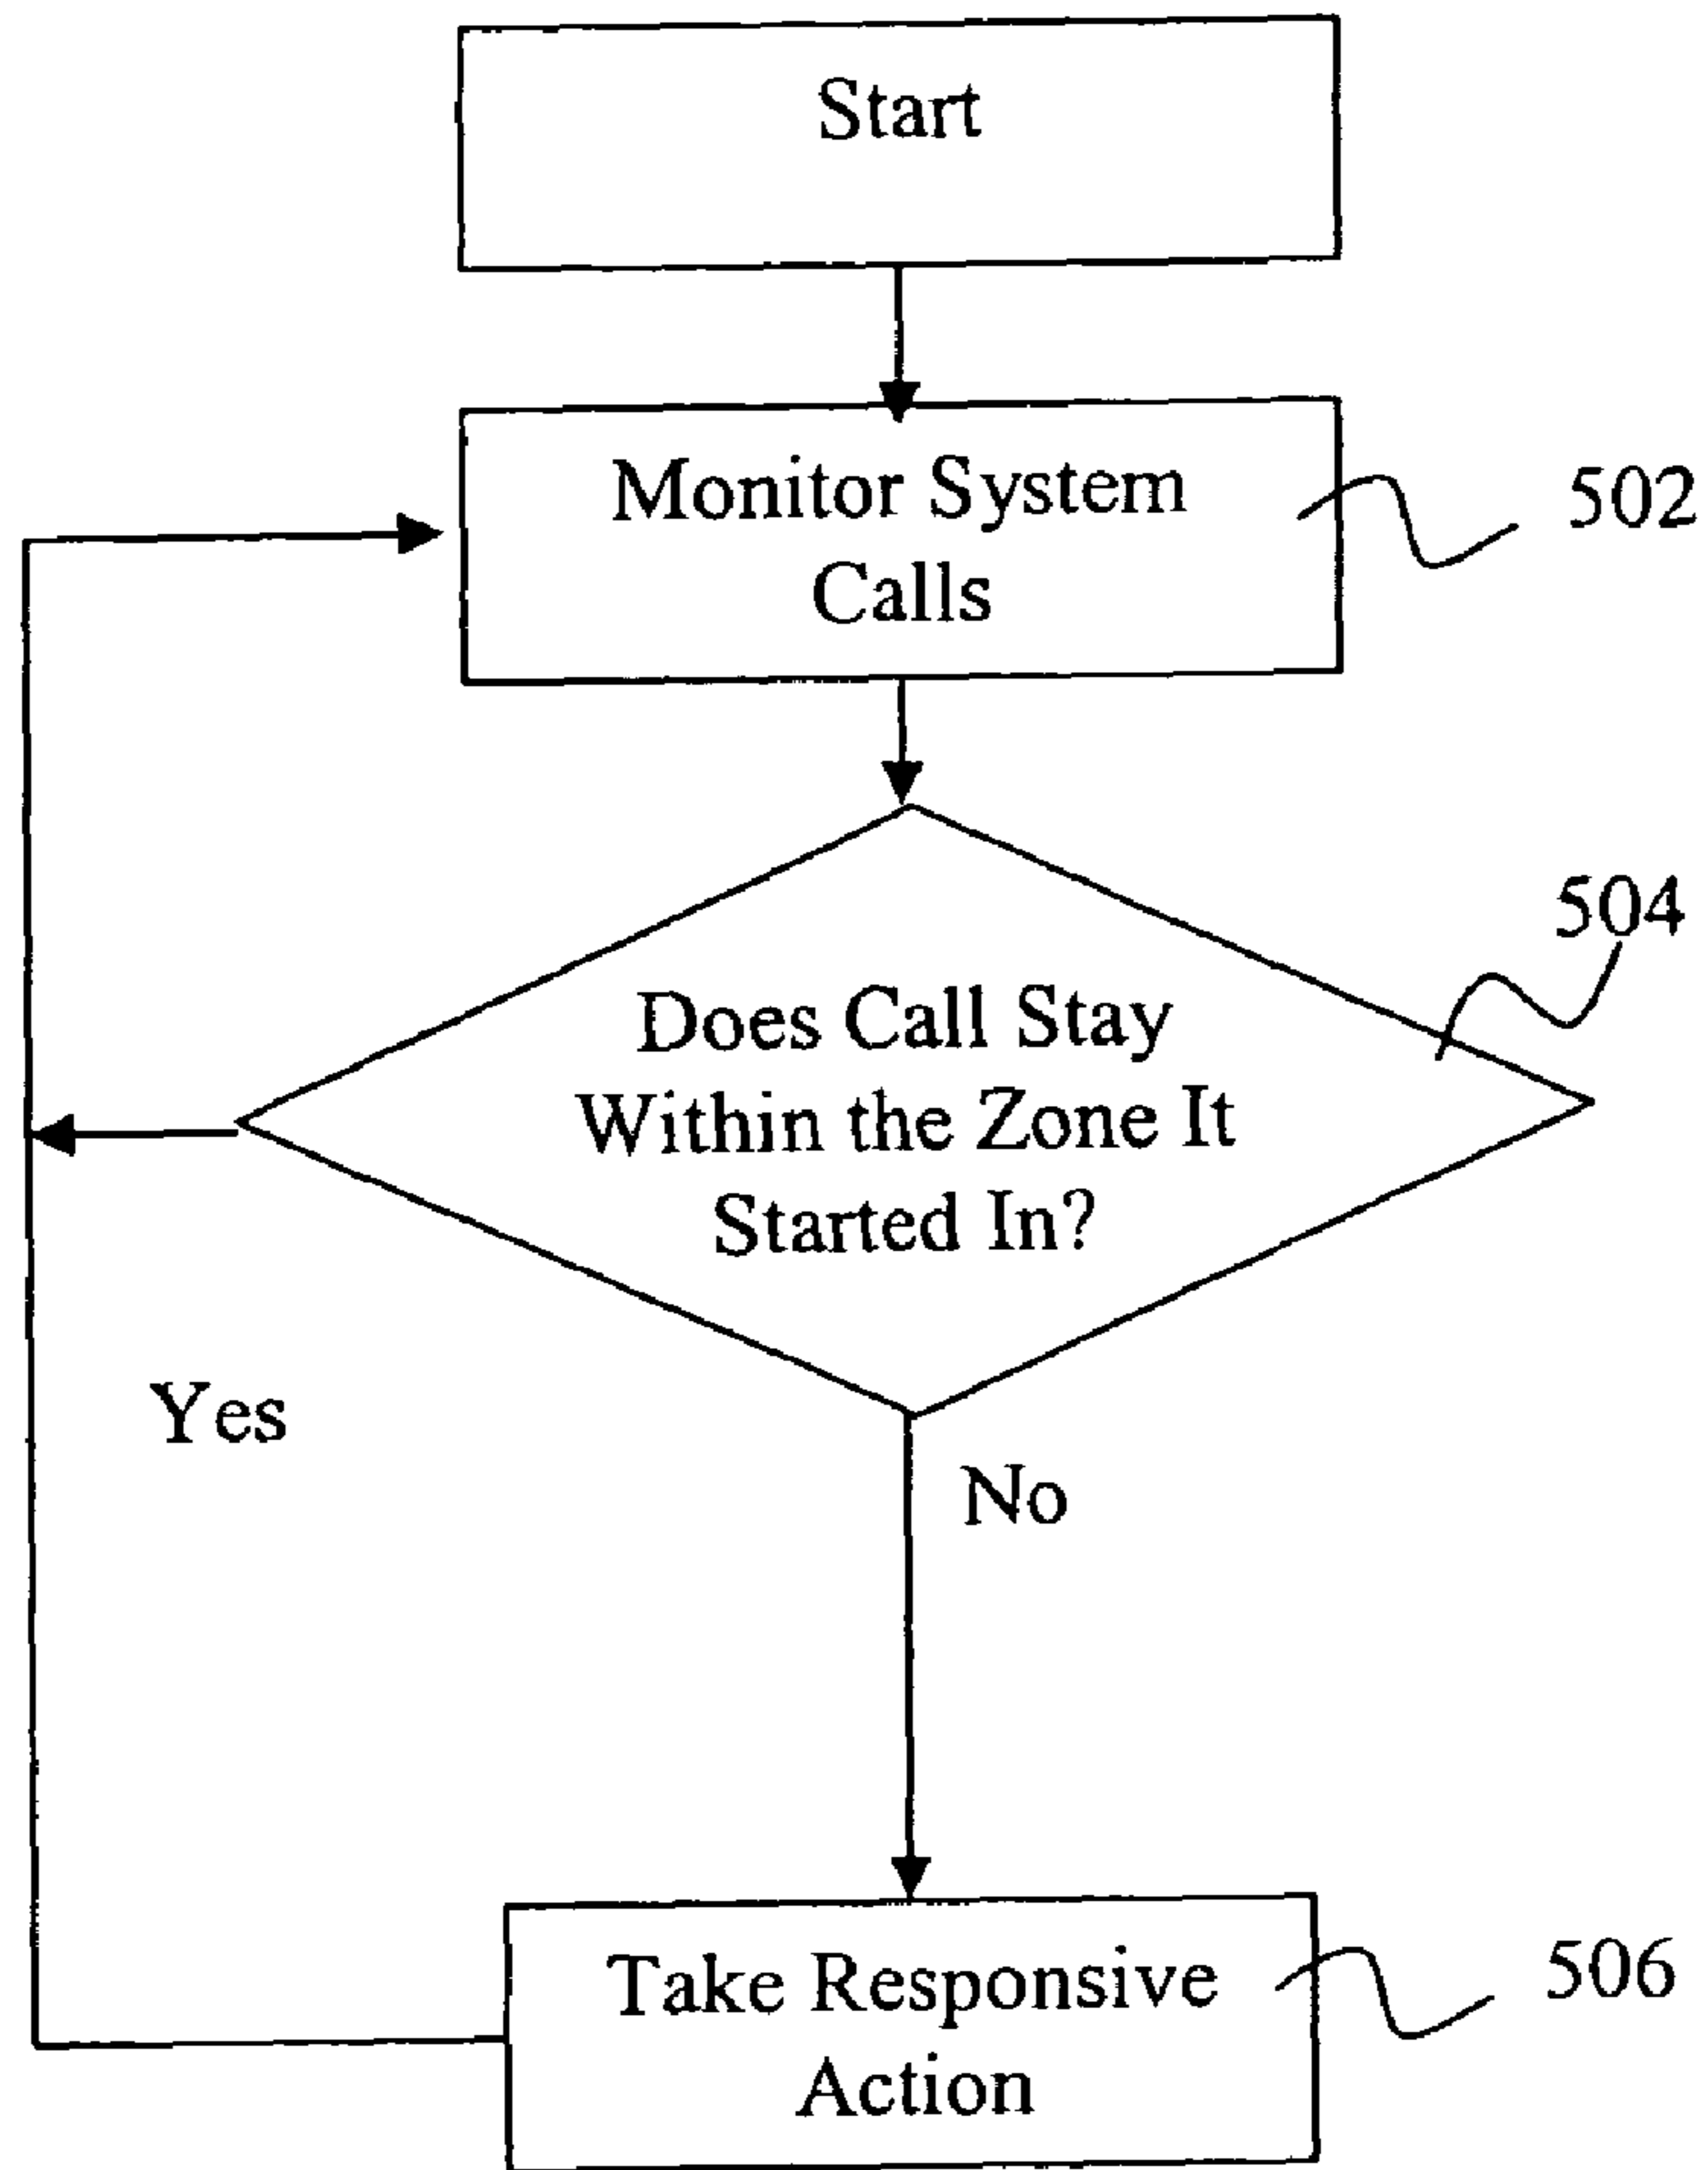 Start
Monitor System
Calls
502
504
Does Call Stay
Within the Zone It
Started In?
Yes
No
Take Responsive
Action
506